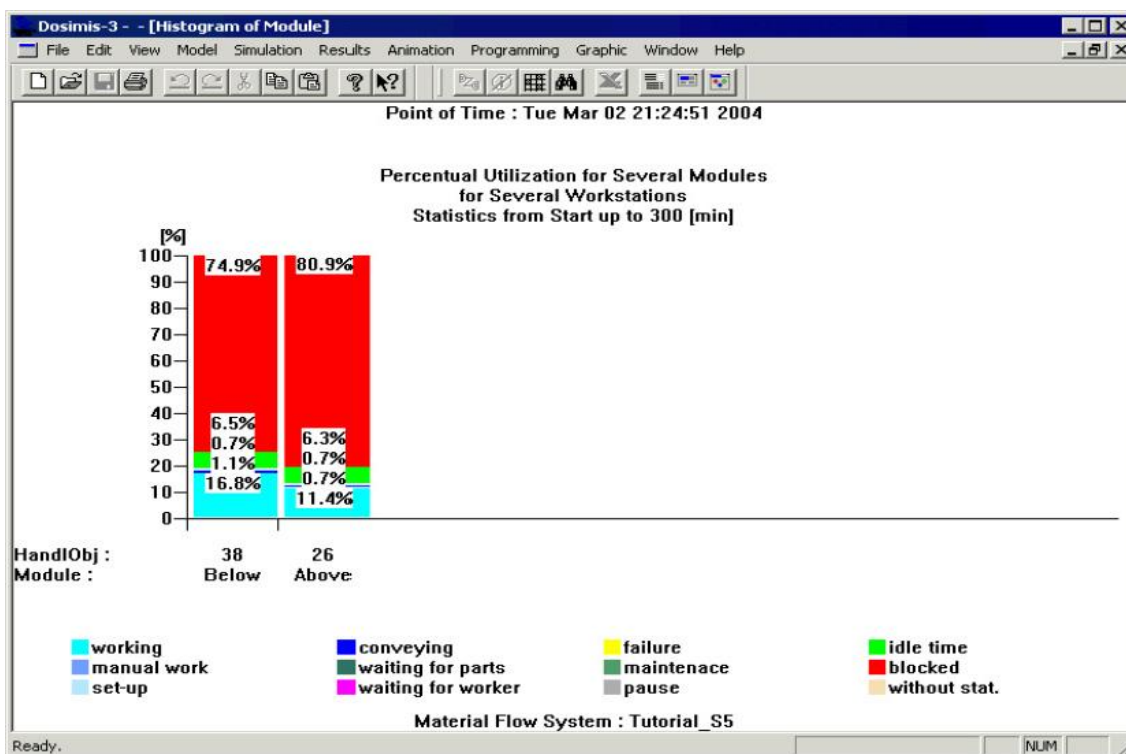 Dosimis-3 - - [Histogram of Module]
File Edit View Model Simulation Results Animation Programming Graphic Window Help
Point of Time : Tue Mar 02 21:24:51 2004
Percentual Utilization for Several Modules
for Several Workstations
Statistics from Start up to 300 [min]
[%]
100
90
80
70
60
50
40
30
20
10
0
74.9% 80.9%
6.5% 6.3%
0.7% 0.7%
1.1% 0.7%
16.8% 11.4%
HandlObj : 38 26
Module : Below Above
working conveying failure idle time
manual work waiting for parts maintenace blocked
set-up waiting for worker pause without stat.
Material Flow System : Tutorial_S5
Ready. NUM